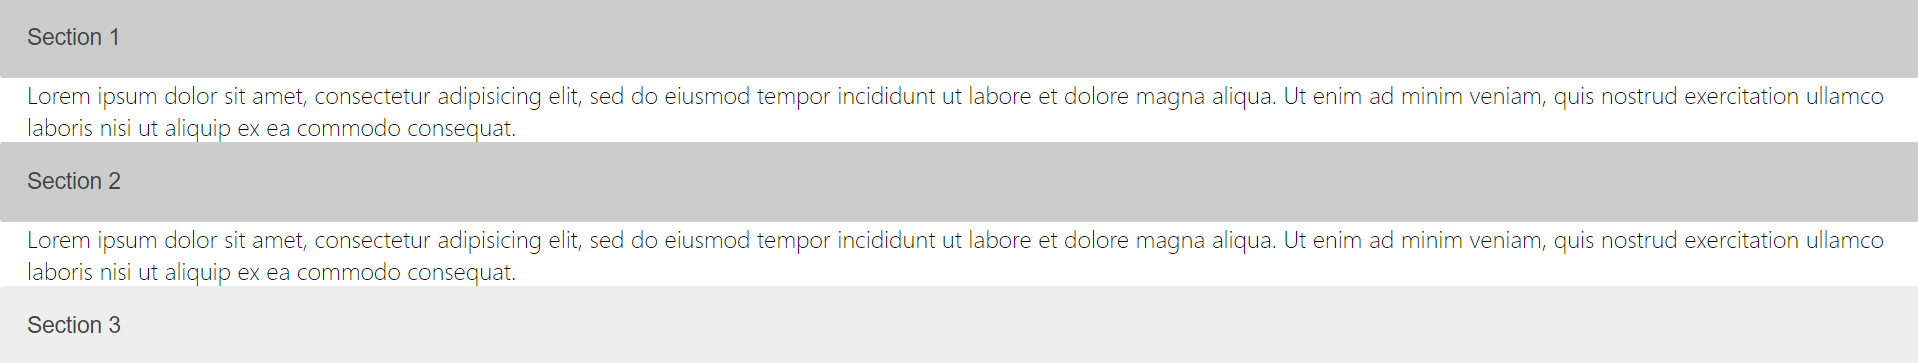 Section 1
Lorem ipsum dolor sit amet, consectetur adipisicing elit, sed do eiusmod tempor incididunt ut labore et dolore magna aliqua. Ut enim ad minim veniam, quis nostrud exercitation ullamco
laboris nisi ut aliquip ex ea commodo consequat.
Section 2
Lorem ipsum dolor sit amet, consectetur adipisicing elit, sed do eiusmod tempor incididunt ut labore et dolore magna aliqua. Ut enim ad minim veniam, quis nostrud exercitation ullamco
laboris nisi ut aliquip ex ea commodo consequat.
Section 3